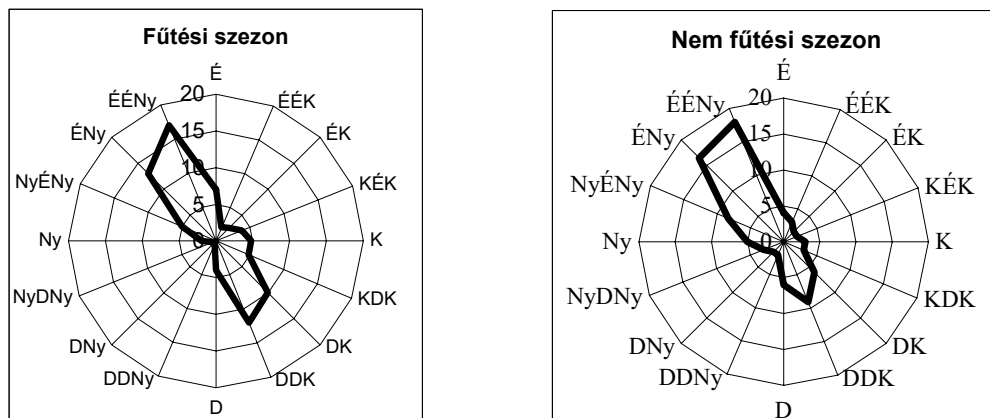 Fűtési szezon
É
ÉÉK
ÉK
KÉK
K
KDK
DK
DDK
D
DDNy
DNy
NyDNy
Ny
NyÉNy
ÉNy
ÉÉNy
20
15
10
5
0
Nem fűtési szezon
É
ÉÉK
ÉK
KÉK
K
KDK
DK
DDK
D
DDNy
DNy
NyDNy
Ny
NyÉNy
ÉNy
ÉÉNy
20
15
10
5
0